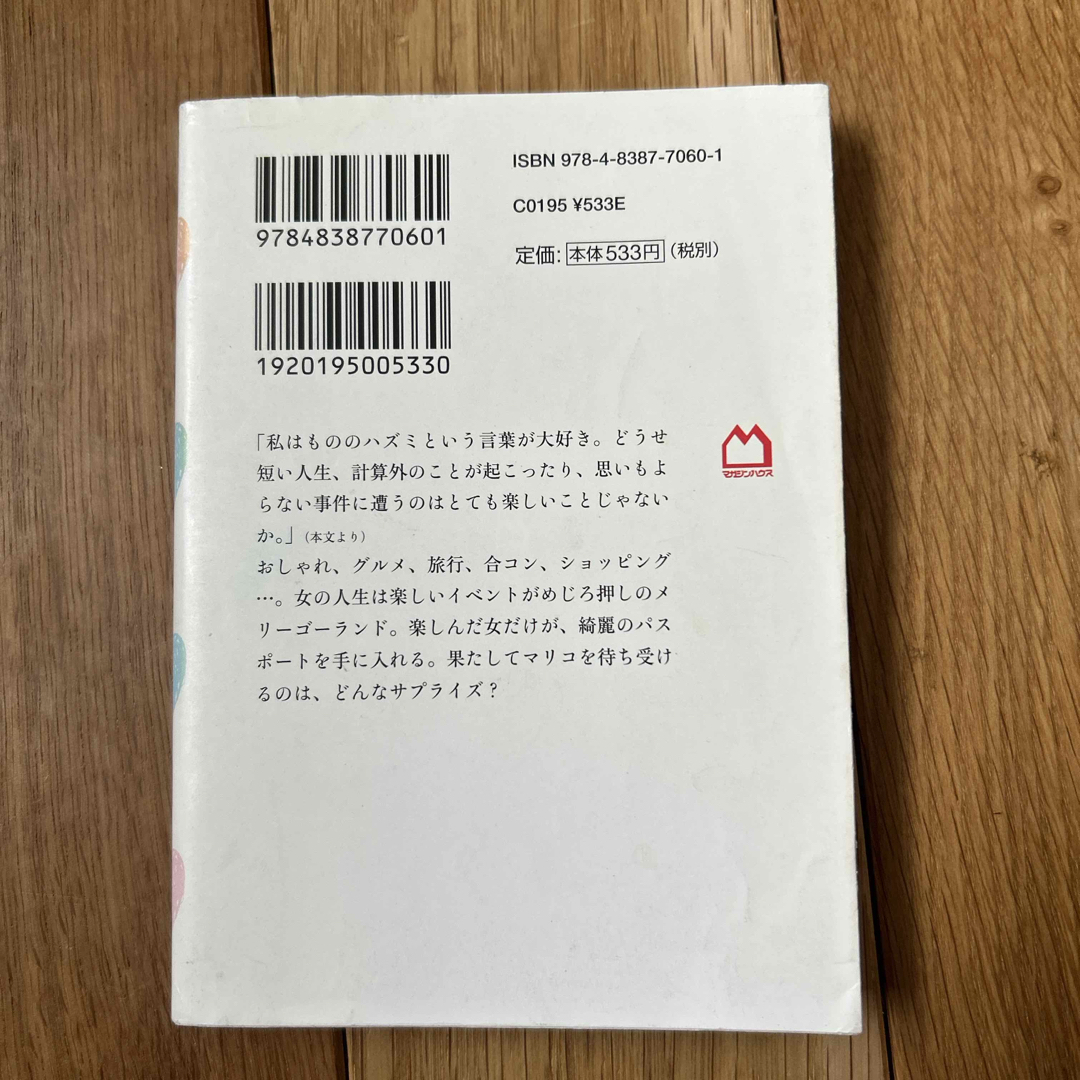 ISBN 978-4-8387-7060-1
9784838770601
C0195 ¥533E
定価:本体533円(税別)
1920195005330
「私はもののハズミという言葉が大好き。どうせ
短い人生、計算外のことが起こったり、思いもよ
らない事件に遭うのはとても楽しいことじゃない
か。」(本文より)
マガジンハウス
おしゃれ、グルメ、旅行、合コン、ショッピング
…。女の人生は楽しいイベントがめじろ押しのメ
リーゴーランド。楽しんだ女だけが、綺麗のパス
ポートを手に入れる。果たしてマリコを待ち受け
るのは、どんなサプライズ?